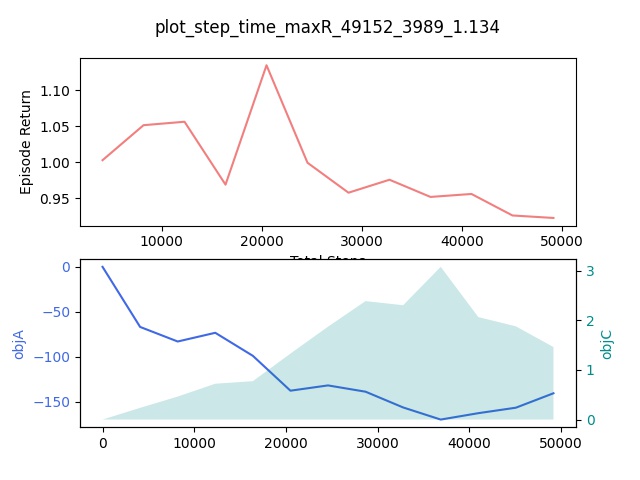 plot_step_time_maxR_49152_3989_1.134
Episode Return
1.10
1.05
1.00
0.95
10000 20000 30000 40000 50000
Total Steps
objA
0
−50
−100
−150
3
2
1
0
objC
0 10000 20000 30000 40000 50000